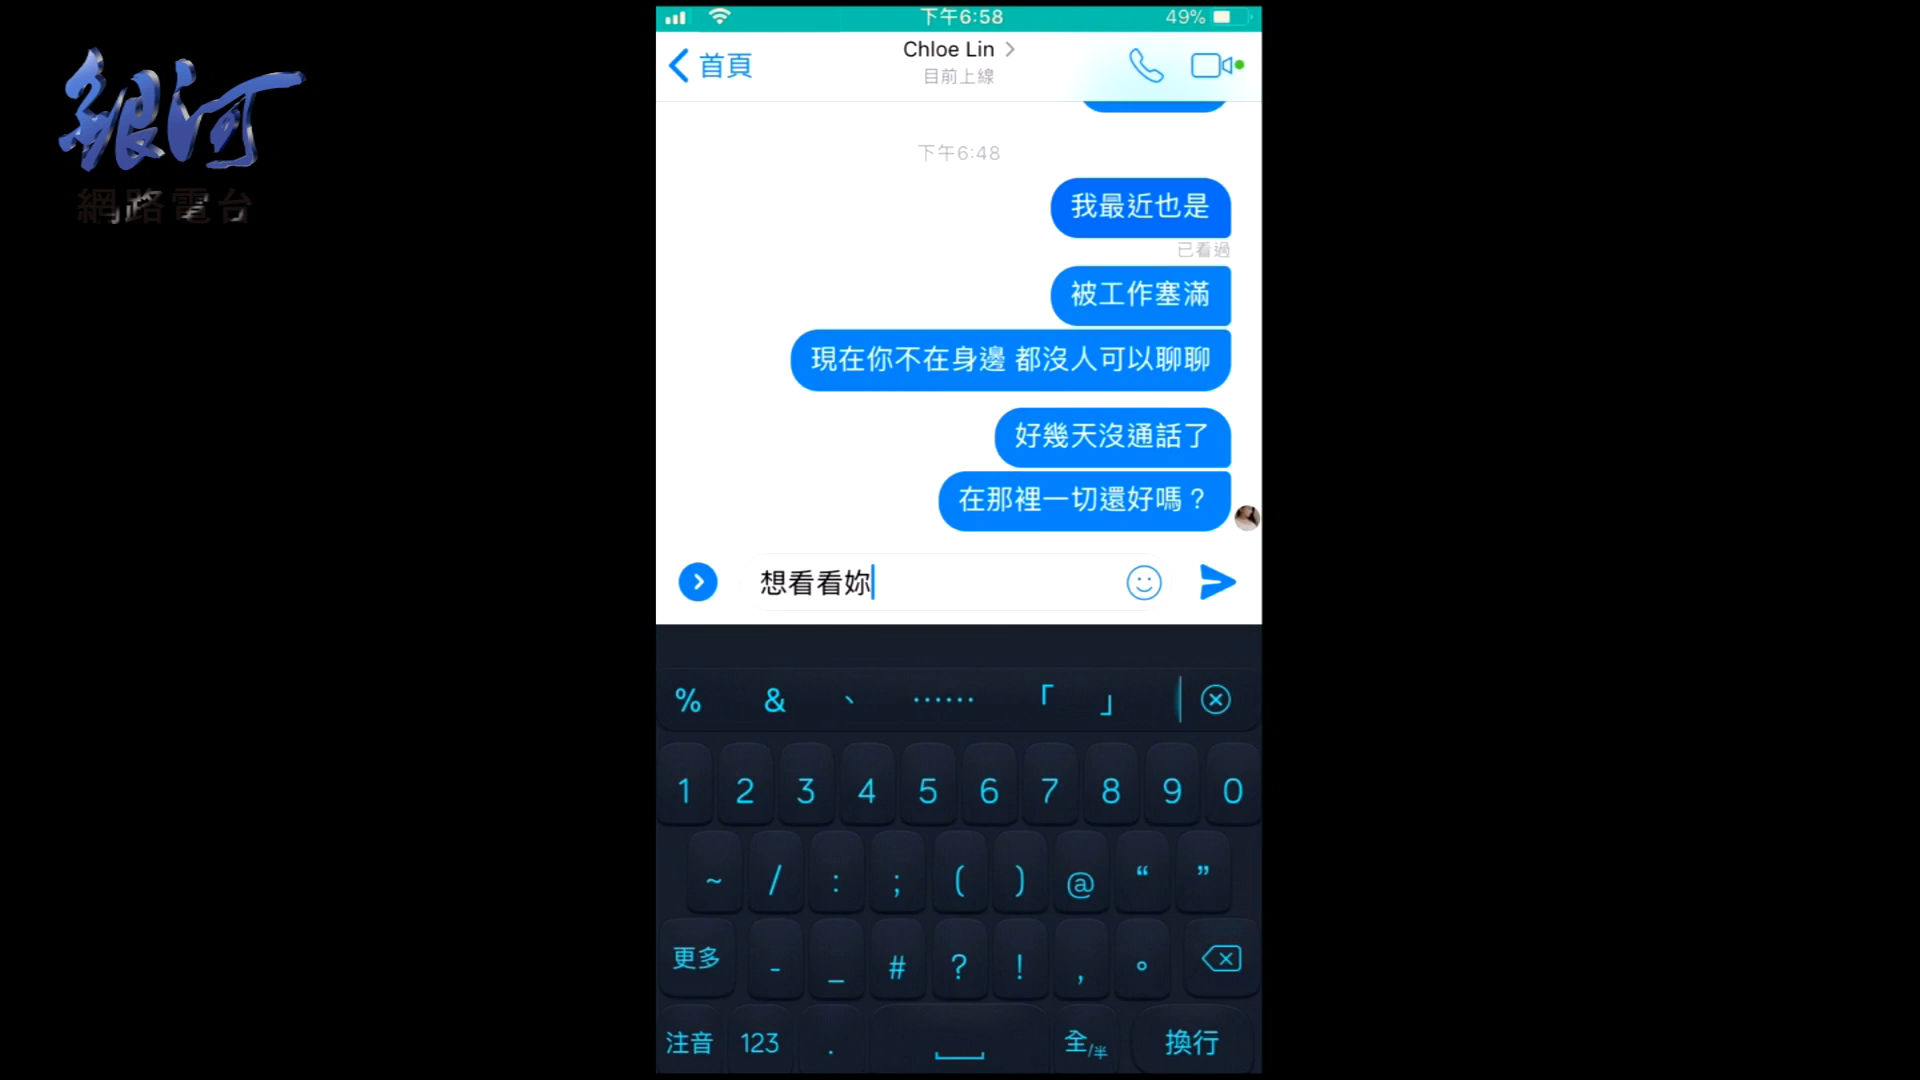 銀河
網路電台
下午6:58
49%
首頁
Chloe Lin
目前上線
下午6:48
我最近也是
已看過
被工作塞滿
現在你不在身邊 都沒人可以聊聊
好幾天沒通話了
在那裡一切還好嗎？
想看看妳
% & 、 …… 「 」
1 2 3 4 5 6 7 8 9 0
~ / : ; ( ) @ “ ”
更多 - _ # ? ! , 。
注音 123 . 全/半 換行